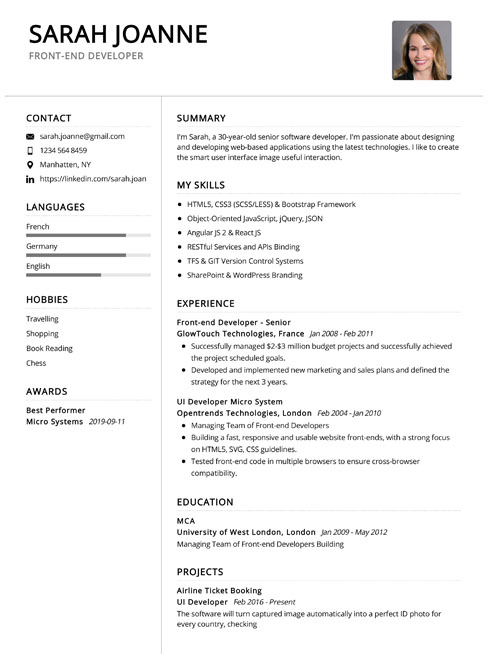 SARAH JOANNE
FRONT-END DEVELOPER
CONTACT
sarah.joanne@gmail.com
1234 564 8459
Manhatten, NY
https://linkedin.com/sarah.joan
LANGUAGES
French
Germany
English
HOBBIES
Travelling
Shopping
Book Reading
Chess
AWARDS
Best Performer
Micro Systems 2019-09-11
SUMMARY
I'm Sarah, a 30-year-old senior software developer. I'm passionate about designing
and developing web-based applications using the latest technologies. I like to create
the smart user interface image useful interaction.
MY SKILLS
HTML5, CSS3 (SCSS/LESS) & Bootstrap Framework
Object-Oriented JavaScript, jQuery, JSON
Angular JS 2 & React JS
RESTful Services and APIs Binding
TFS & GIT Version Control Systems
SharePoint & WordPress Branding
EXPERIENCE
Front-end Developer - Senior
GlowTouch Technologies, France Jan 2008 - Feb 2011
Successfully managed $2-$3 million budget projects and successfully achieved
the project scheduled goals.
Developed and implemented new marketing and sales plans and defined the
strategy for the next 3 years.
UI Developer Micro System
Opentrends Technologies, London Feb 2004 - Jan 2010
Managing Team of Front-end Developers
Building a fast, responsive and usable website front-ends, with a strong focus
on HTML5, SVG, CSS guidelines.
Tested front-end code in multiple browsers to ensure cross-browser
compatibility.
EDUCATION
MCA
University of West London, London Jan 2009 - May 2012
Managing Team of Front-end Developers Building
PROJECTS
Airline Ticket Booking
UI Developer Feb 2016 - Present
The software will turn captured image automatically into a perfect ID photo for
every country, checking